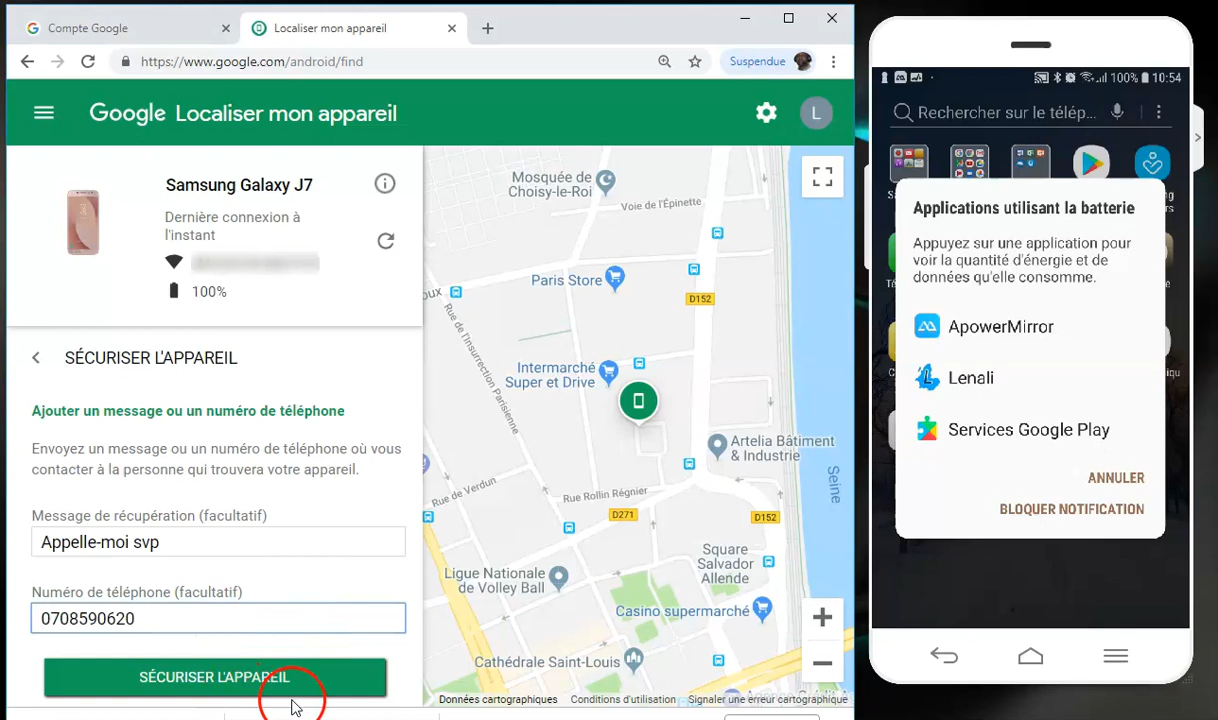 Compte Google
Localiser mon appareil
https://www.google.com/android/find
Suspendue
Google Localiser mon appareil
L
Samsung Galaxy J7
Dernière connexion à
l'instant
100%
SÉCURISER L'APPAREIL
Ajouter un message ou un numéro de téléphone
Envoyez un message ou un numéro de téléphone où vous
contacter à la personne qui trouvera votre appareil.
Message de récupération (facultatif)
Appelle-moi svp
Numéro de téléphone (facultatif)
0708590620
SÉCURISER L'APPAREIL
Mosquée de
Choisy-le-Roi
Voie de l'Épinette
Paris Store
D152
oux
Rue de l'Insurrection Parisienne
Intermarché
Super et Drive
Artelia Bâtiment
& Industrie
Seine
Rue de Verdun
Rue Rollin Régnier
D271
D152
Square
Salvador
Allende
Ligue Nationale
de Volley Ball
Casino supermarché
Cathédrale Saint-Louis
Données cartographiques
Conditions d'utilisation
Signaler une erreur cartographique
100% 10:54
Rechercher sur le télép...
Applications utilisant la batterie
Appuyez sur une application pour
voir la quantité d'énergie et de
données qu'elle consomme.
ApowerMirror
Lenali
Services Google Play
ANNULER
BLOQUER NOTIFICATION